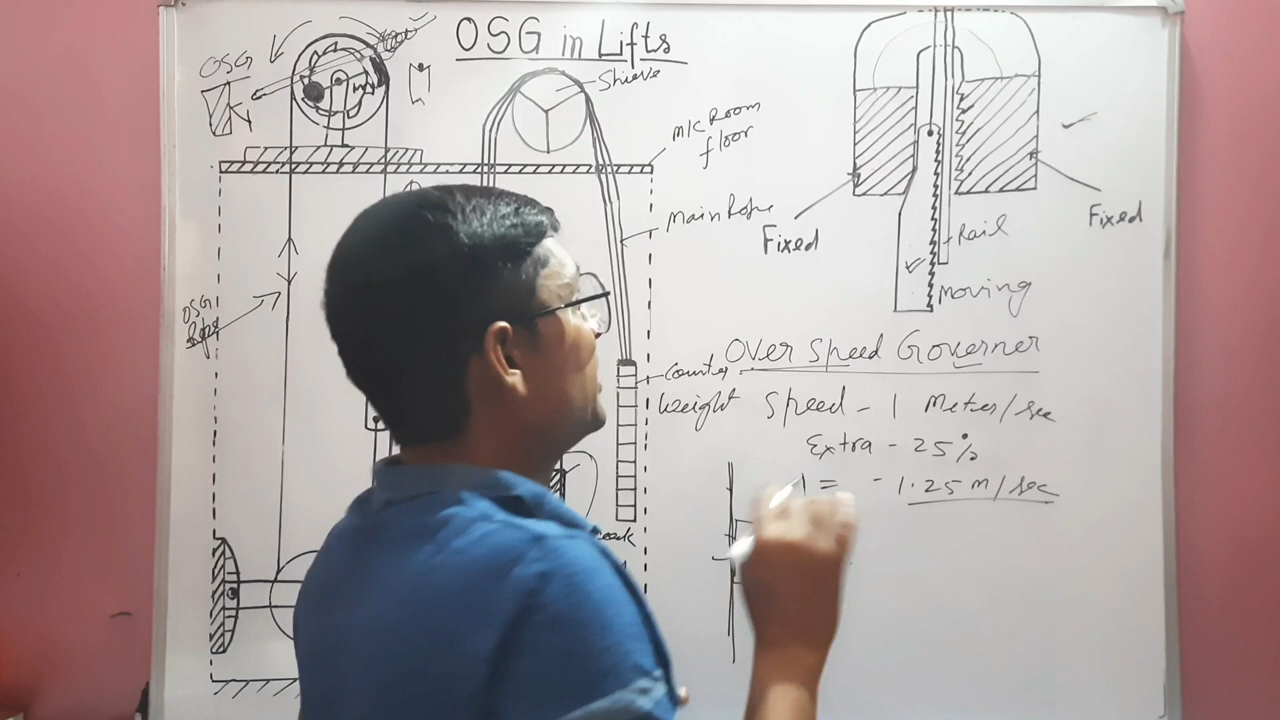 OSG in Lifts
OSG
Shieve
M/C Room
floor
Main Rope
OSG
Rope
Counter
weight
Fixed
Fixed
Rail
Moving
Over Speed Governer
Speed - 1 Meter/sec
Extra - 25%
= - 1.25 m/sec